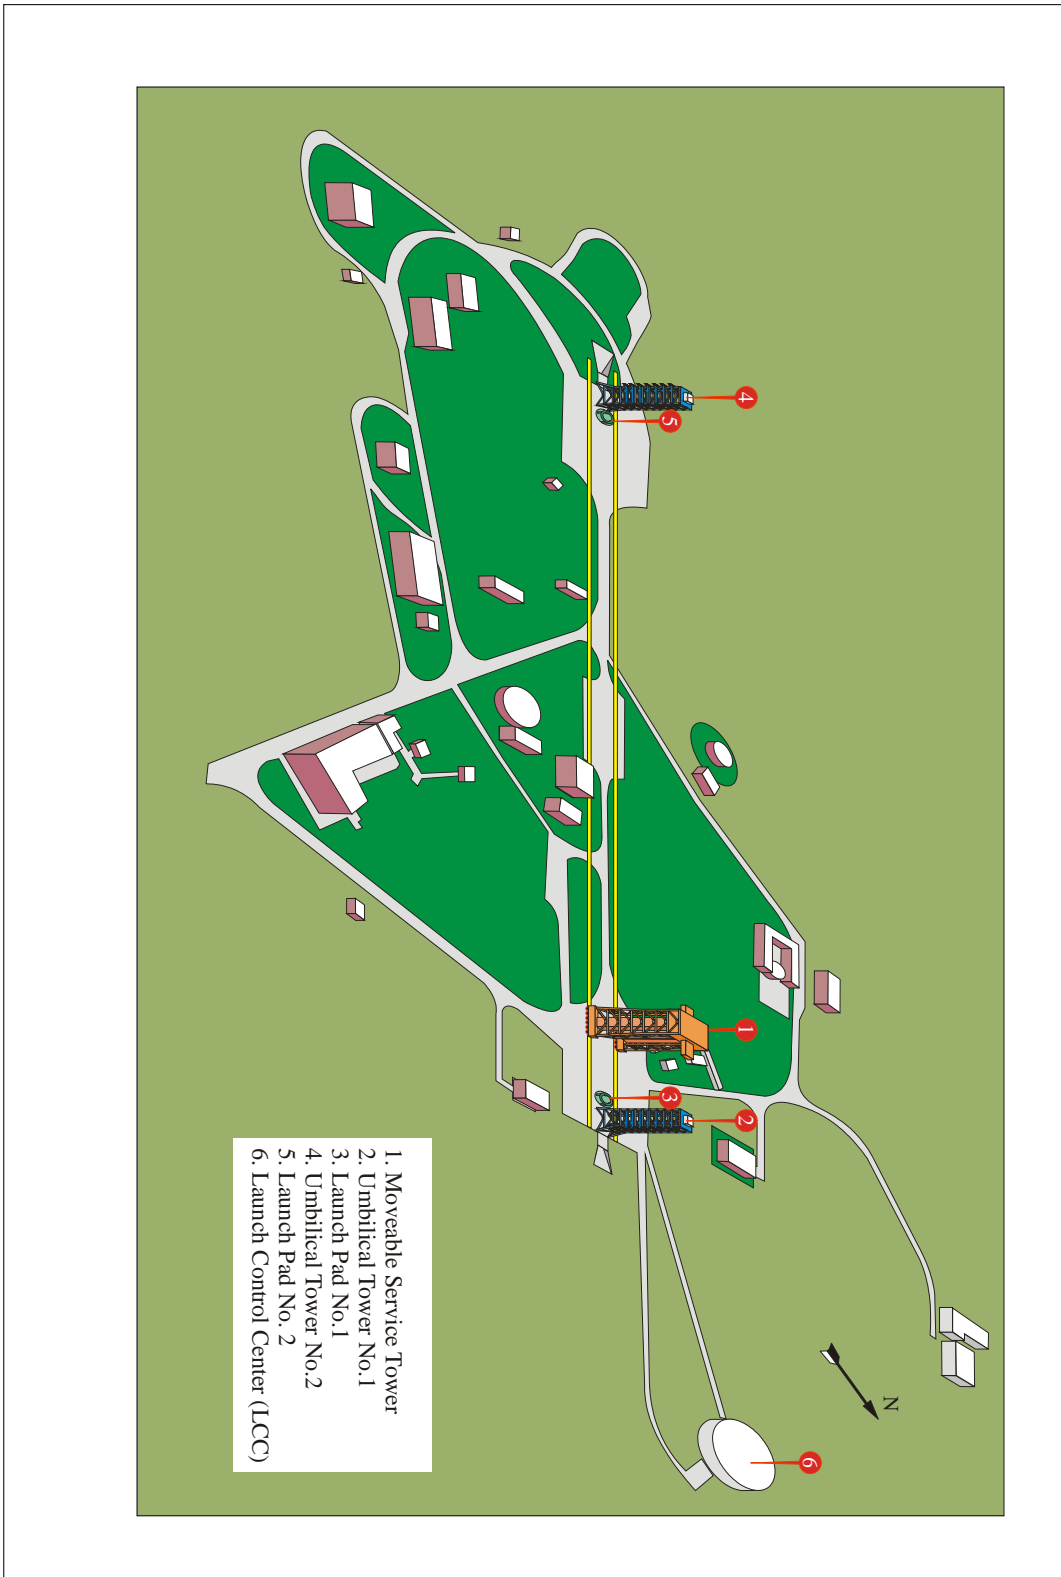 4
5
1
3
2
N
6
1. Moveable Service Tower
2. Umbilical Tower No.1
3. Launch Pad No.1
4. Umbilical Tower No.2
5. Launch Pad No. 2
6. Launch Control Center (LCC)